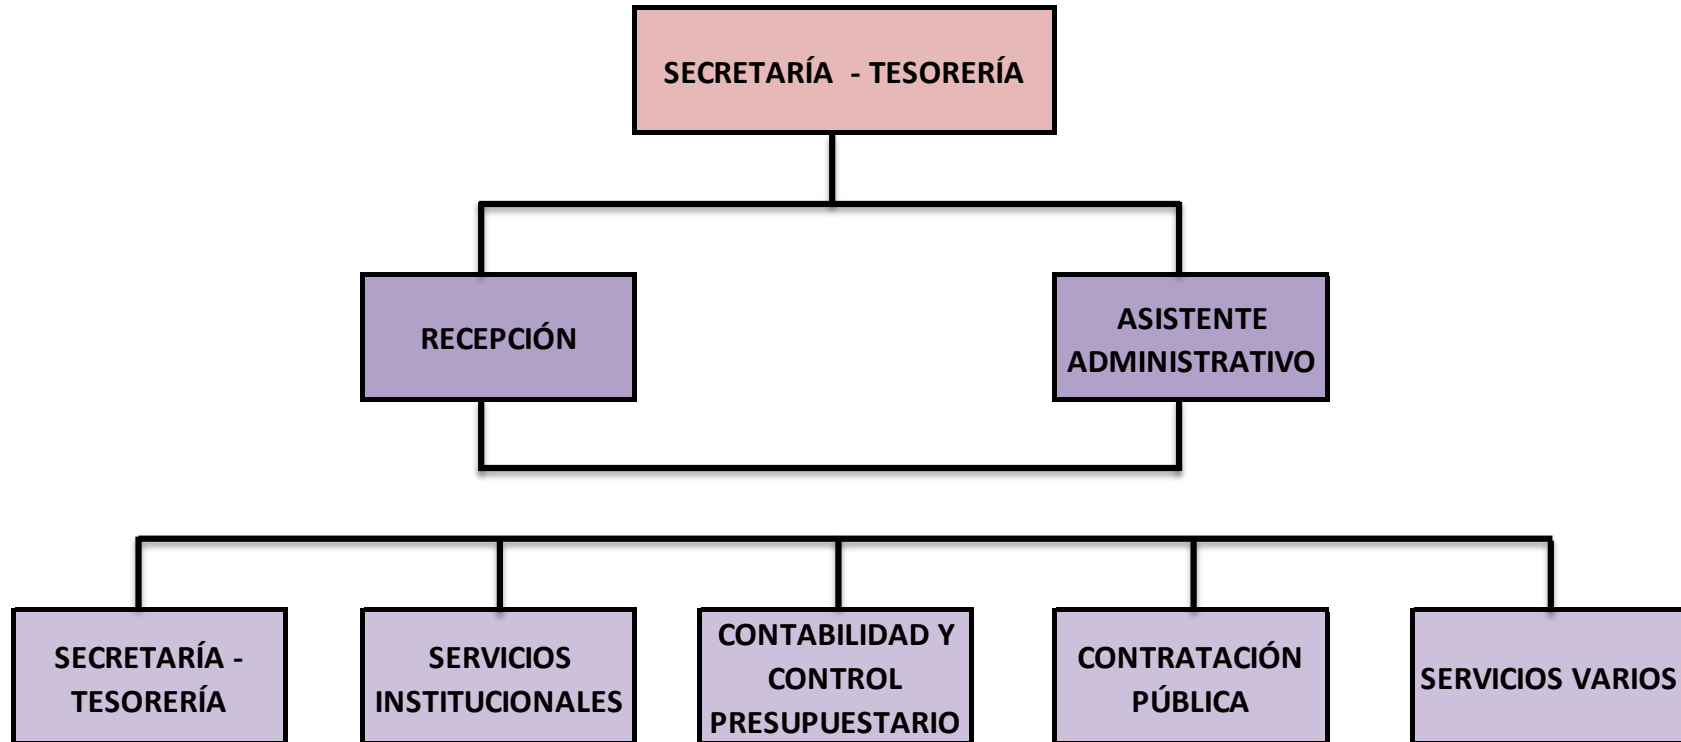 SECRETARÍA - TESORERÍA
RECEPCIÓN
ASISTENTE
ADMINISTRATIVO
SECRETARÍA -
TESORERÍA
SERVICIOS
INSTITUCIONALES
CONTABILIDAD Y
CONTROL
PRESUPUESTARIO
CONTRATACIÓN
PÚBLICA
SERVICIOS VARIOS